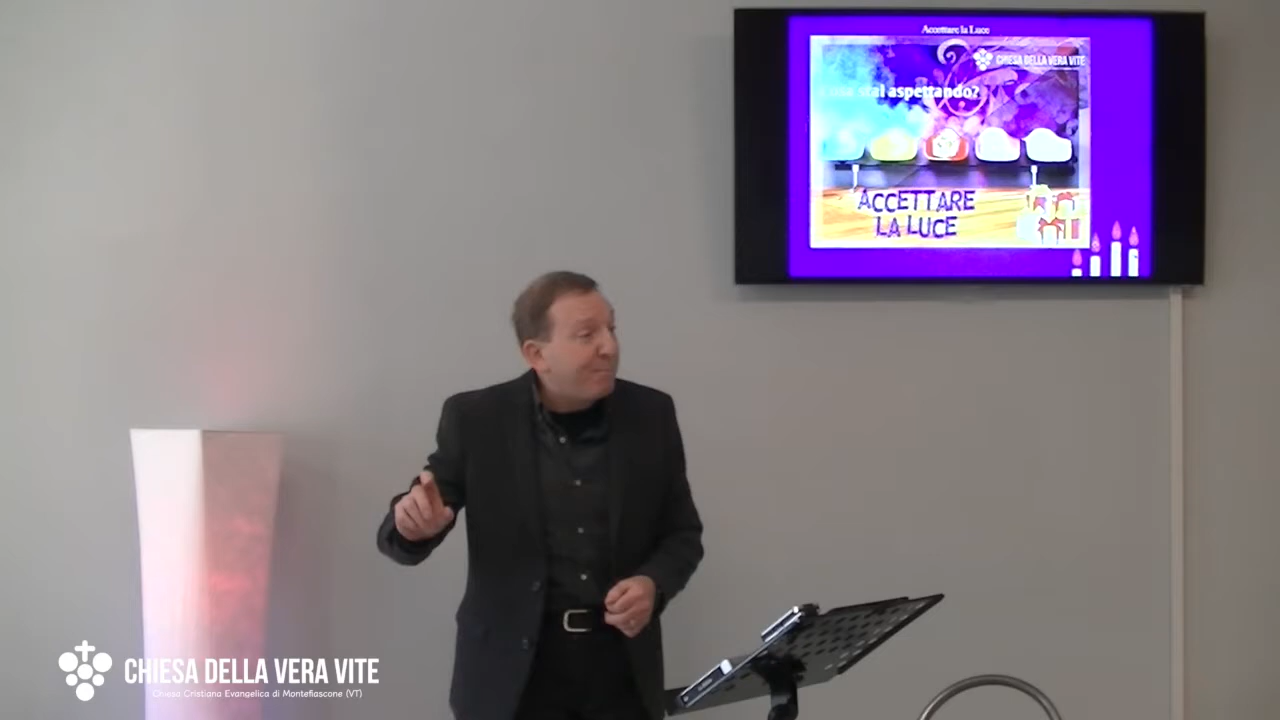 Accettare la Luce
CHIESA DELLA VERA VITE
stai aspettando?
ACCETTARE
LA LUCE
CHIESA DELLA VERA VITE
Chiesa Cristiana Evangelica di Montefiascone (VT)